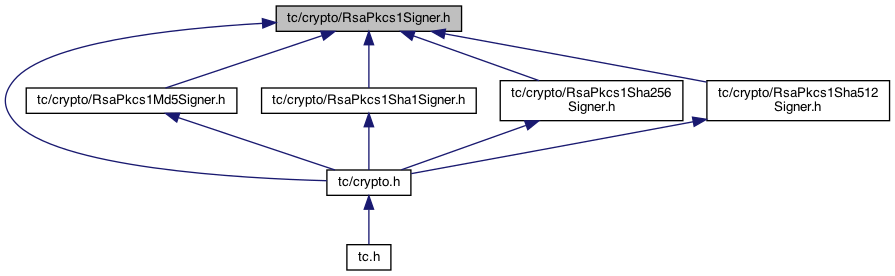 tc/crypto/RsaPkcs1Signer.h
tc/crypto/RsaPkcs1Md5Signer.h
tc/crypto/RsaPkcs1Sha1Signer.h
tc/crypto/RsaPkcs1Sha256
Signer.h
tc/crypto/RsaPkcs1Sha512
Signer.h
tc/crypto.h
tc.h